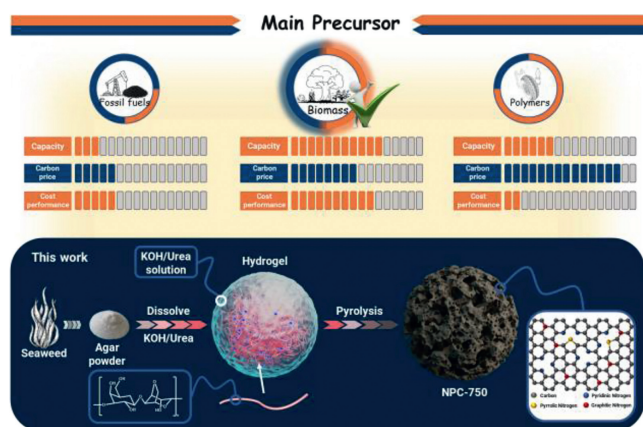 Main Precursor
Fossil fuels
Biomass
Polymers
Capacity
Capacity
Capacity
Carbon price
Carbon price
Carbon price
Cost performance
Cost performance
Cost performance
This work
KOH/Urea
solution
Hydrogel
Seaweed
Agar
powder
Dissolve
KOH/Urea
Pyrolysis
NPC-750
Carbon
Pyridinic Nitrogen
Pyrrolic Nitrogen
Graphitic Nitrogen